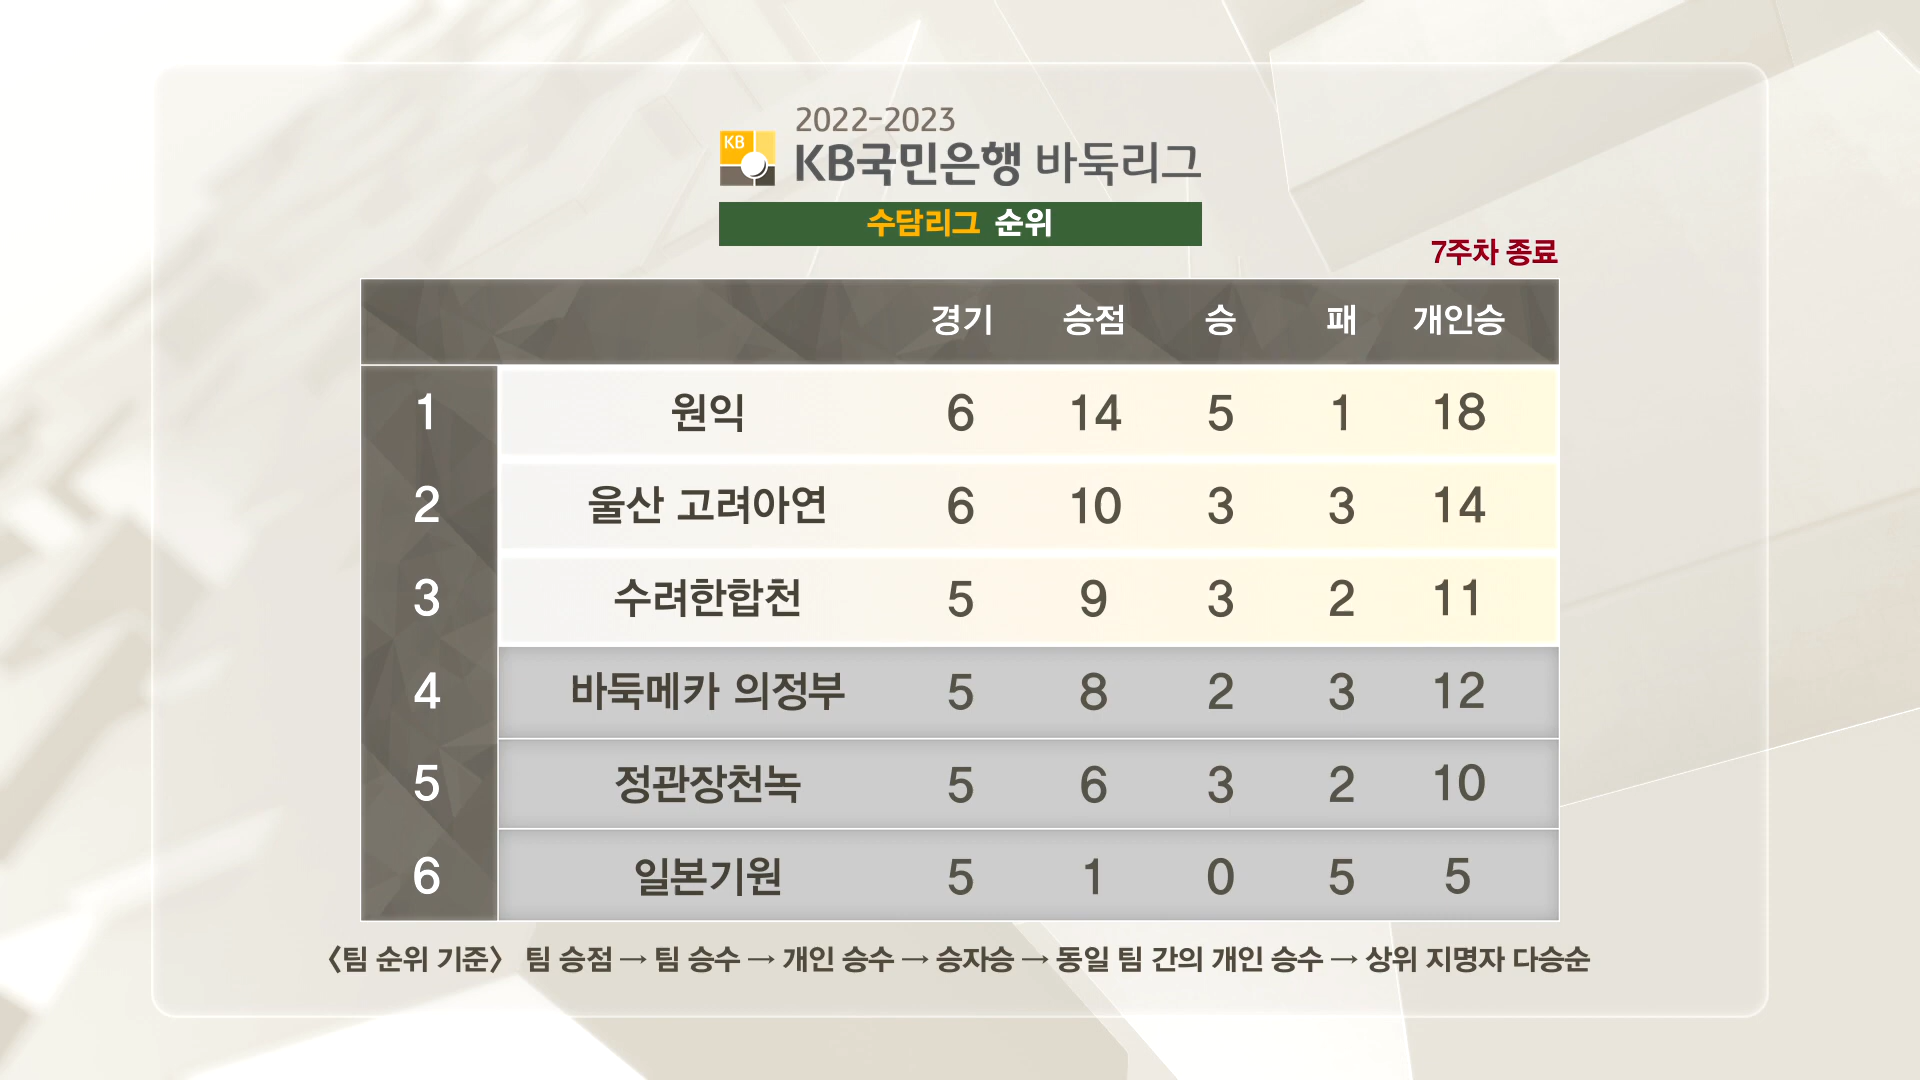 2022-2023
KB
KB국민은행 바둑리그
수담리그 순위
7주차 종료
경기 승점 승 패 개인승
1 원익 6 14 5 1 18
2 울산 고려아연 6 10 3 3 14
3 수려한합천 5 9 3 2 11
4 바둑메카 의정부 5 8 2 3 12
5 정관장천녹 5 6 3 2 10
6 일본기원 5 1 0 5 5
〈팀 순위 기준〉 팀 승점 → 팀 승수 → 개인 승수 → 승자승 → 동일 팀 간의 개인 승수 → 상위 지명자 다승순